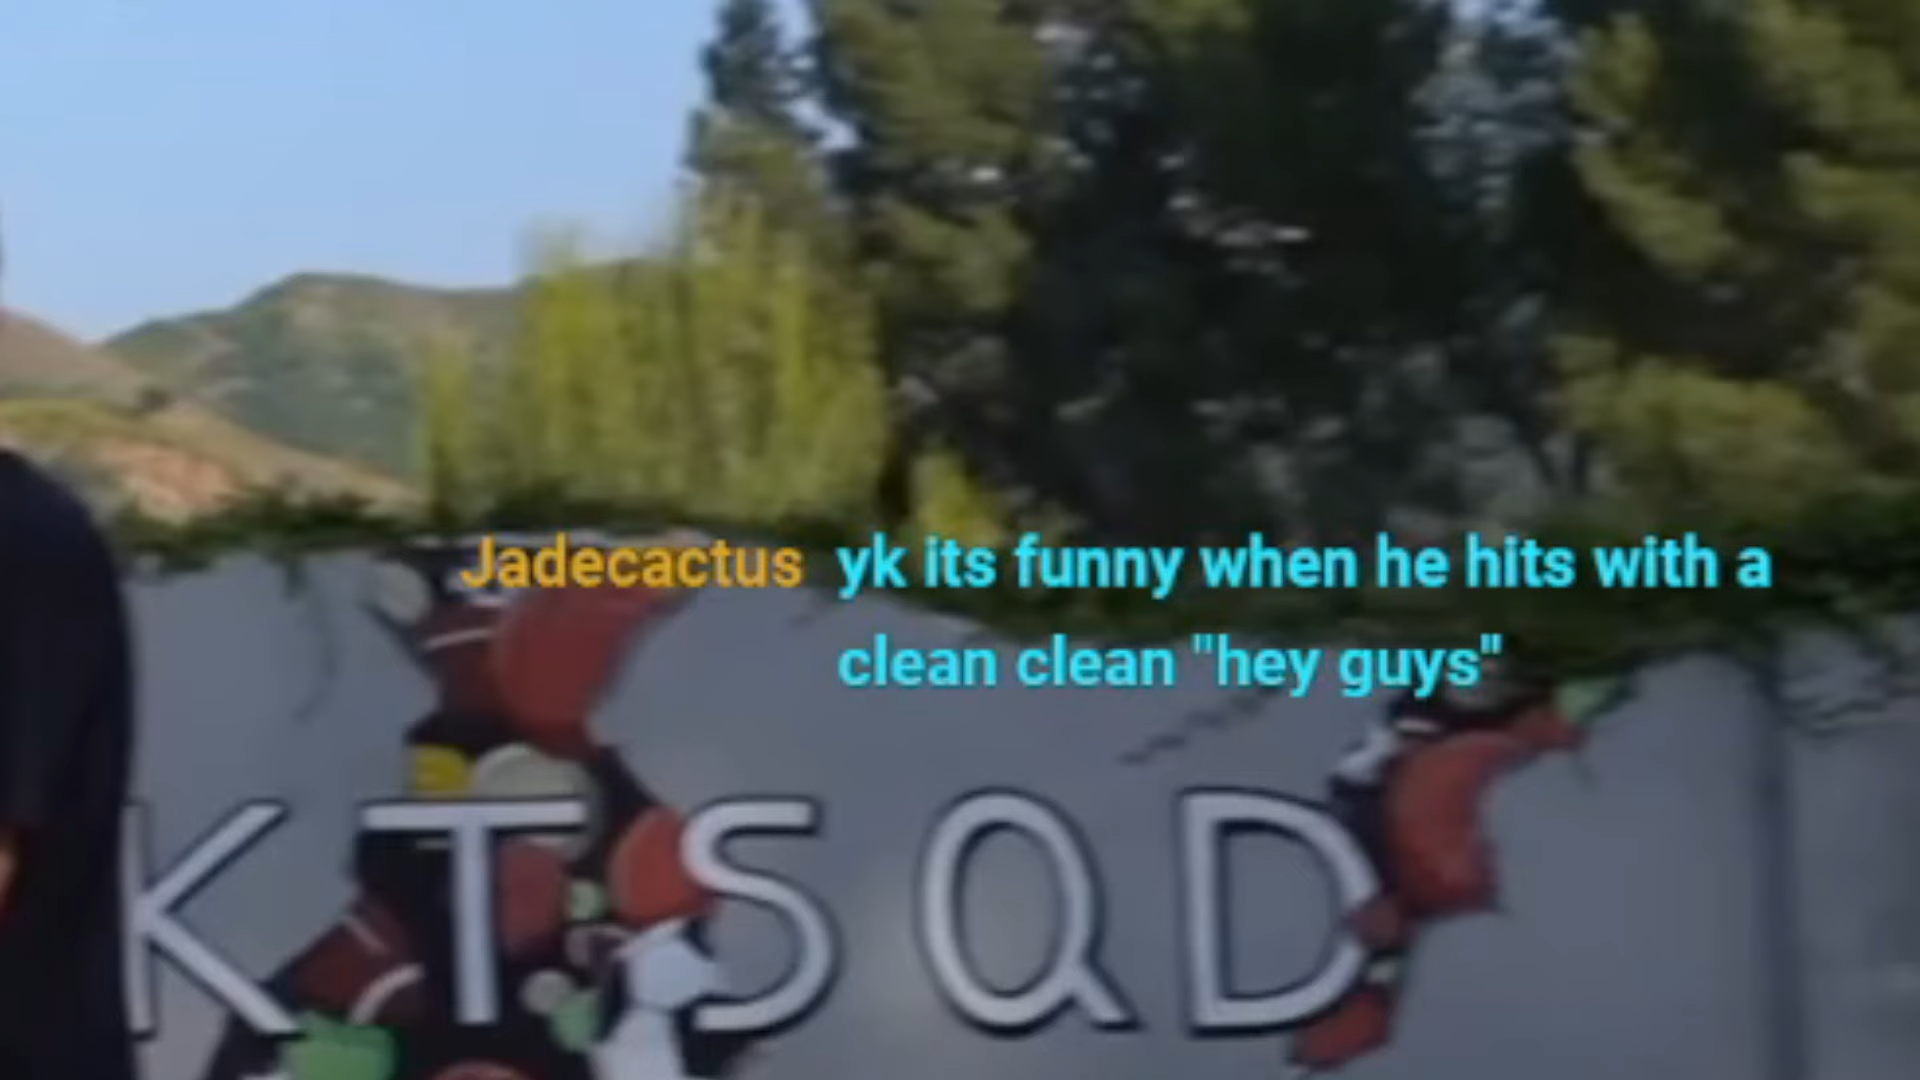 Jadecactus yk its funny when he hits with a
clean clean "hey guys"
KTSQD